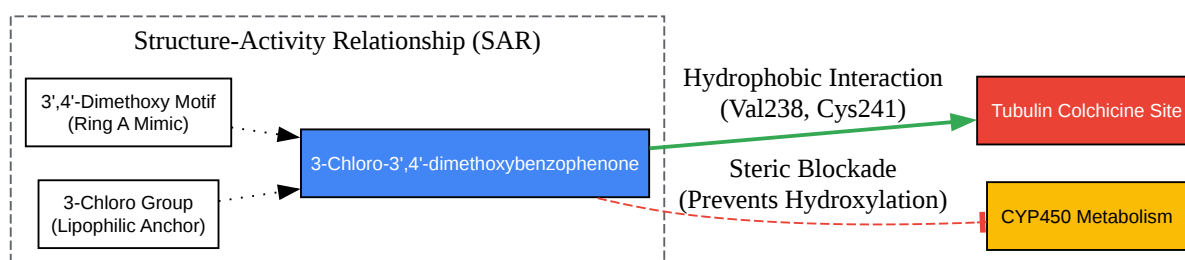 Structure-Activity Relationship (SAR)
3',4'-Dimethoxy Motif
(Ring A Mimic)
3-Chloro Group
(Lipophilic Anchor)
3-Chloro-3',4'-dimethoxybenzophenone
Hydrophobic Interaction
(Val238, Cys241)
Steric Blockade
(Prevents Hydroxylation)
Tubulin Colchicine Site
CYP450 Metabolism